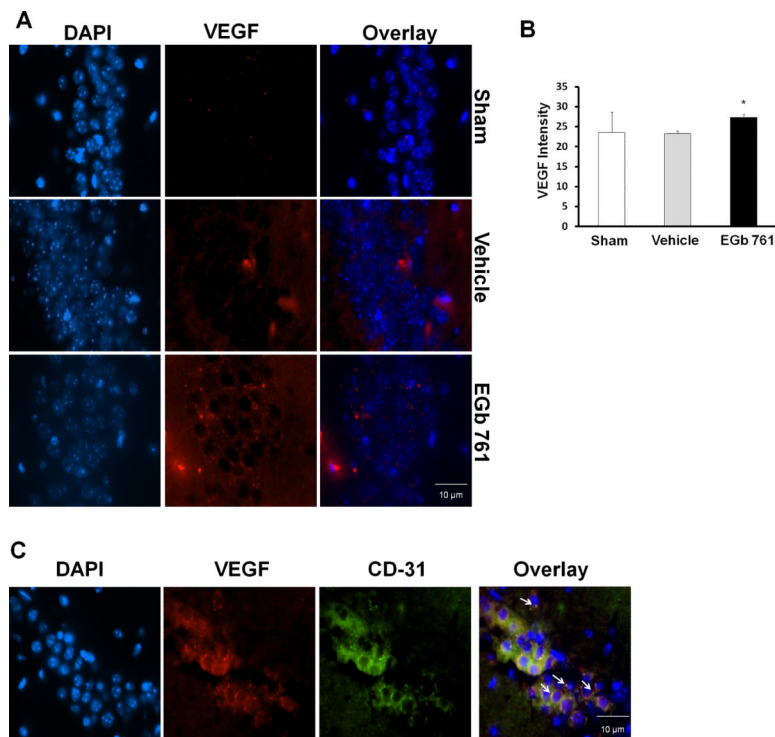 A
DAPI VEGF Overlay
Sham
Vehicle
EGb 761
10 µm
B
VEGF Intensity
35
30
25
20
15
10
5
0
*
Sham Vehicle EGb 761
C
DAPI VEGF CD-31 Overlay
10 µm